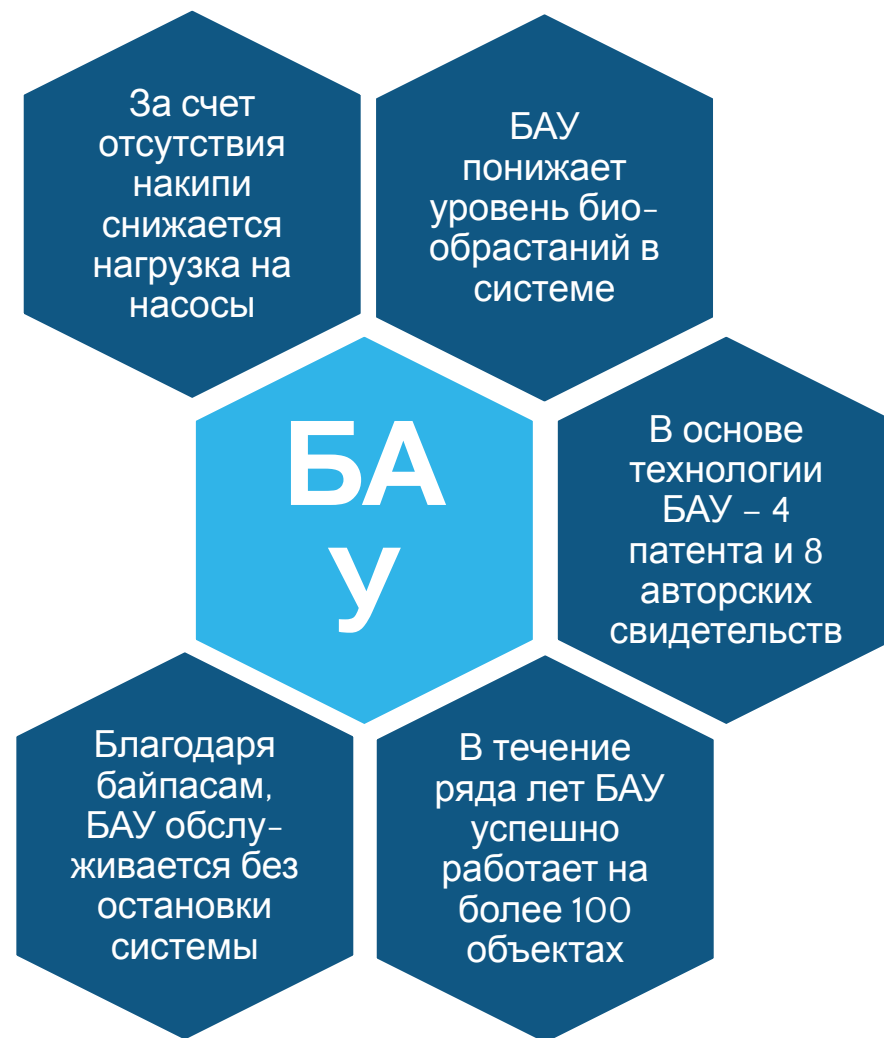 За счет
отсутствия
накипи
снижается
нагрузка на
насосы
БАУ
понижает
уровень био-
обрастаний в
системе
БА
У
В основе
технологии
БАУ – 4
патента и 8
авторских
свидетельств
Благодаря
байпасам,
БАУ обслу-
живается без
остановки
системы
В течение
ряда лет БАУ
успешно
работает на
более 100
объектах